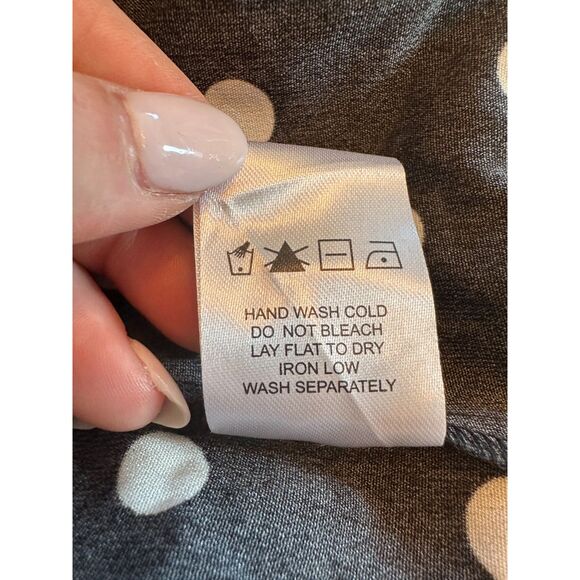 HAND WASH COLD
DO NOT BLEACH
LAY FLAT TO DRY
IRON LOW
WASH SEPARATELY